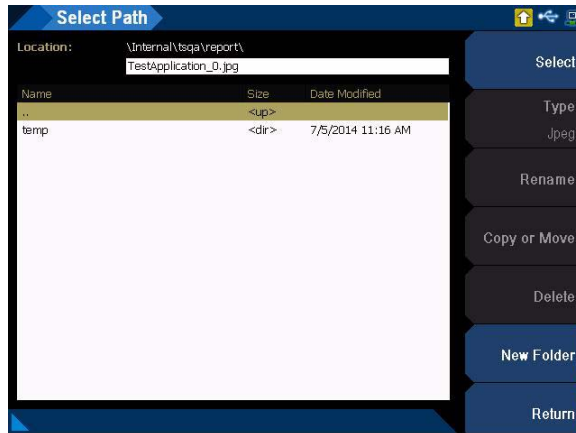 Select Path
Location: \Internal\tsqa\report\
TestApplication_0.jpg
Name Size Date Modified
.. <up>
temp <dir> 7/5/2014 11:16 AM
Select
Type
Jpeg
Rename
Copy or Move
Delete
New Folder
Return